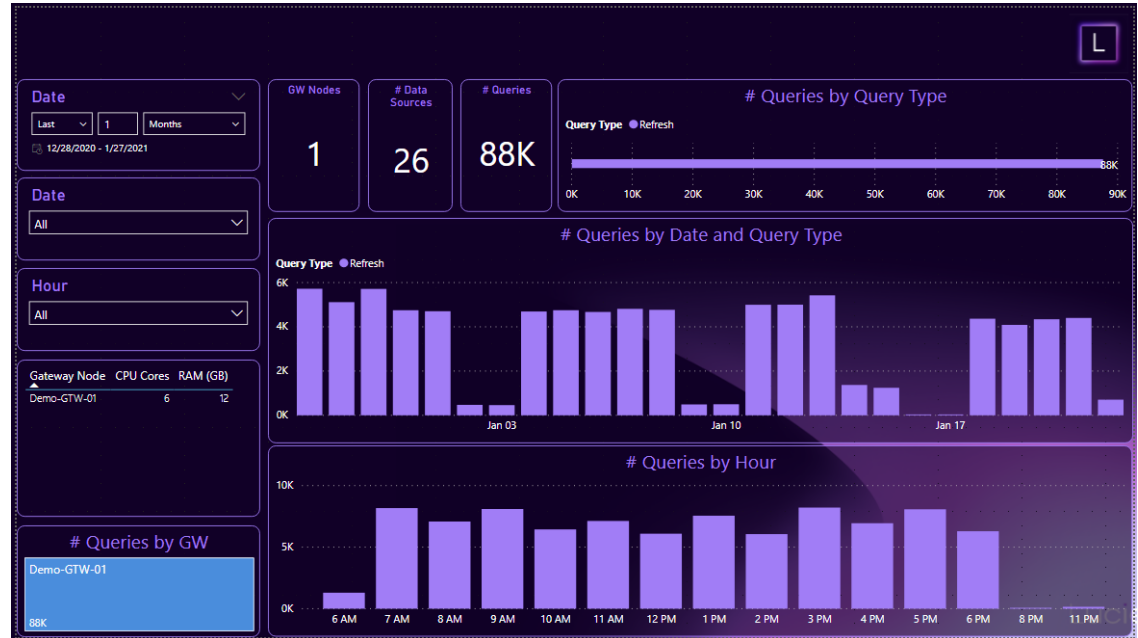 L
Date
Last 1 Months
12/28/2020 - 1/27/2021
Date
All
Hour
All
Gateway Node CPU Cores RAM (GB)
Demo-GTW-01 6 12
# Queries by GW
Demo-GTW-01
88K
GW Nodes
1
# Data
Sources
26
# Queries
88K
# Queries by Query Type
Query Type Refresh
88K
0K 10K 20K 30K 40K 50K 60K 70K 80K 90K
# Queries by Date and Query Type
Query Type Refresh
6K
4K
2K
0K
Jan 03 Jan 10 Jan 17
# Queries by Hour
10K
5K
0K
6 AM 7 AM 8 AM 9 AM 10 AM 11 AM 12 PM 1 PM 2 PM 3 PM 4 PM 5 PM 6 PM 8 PM 11 PM